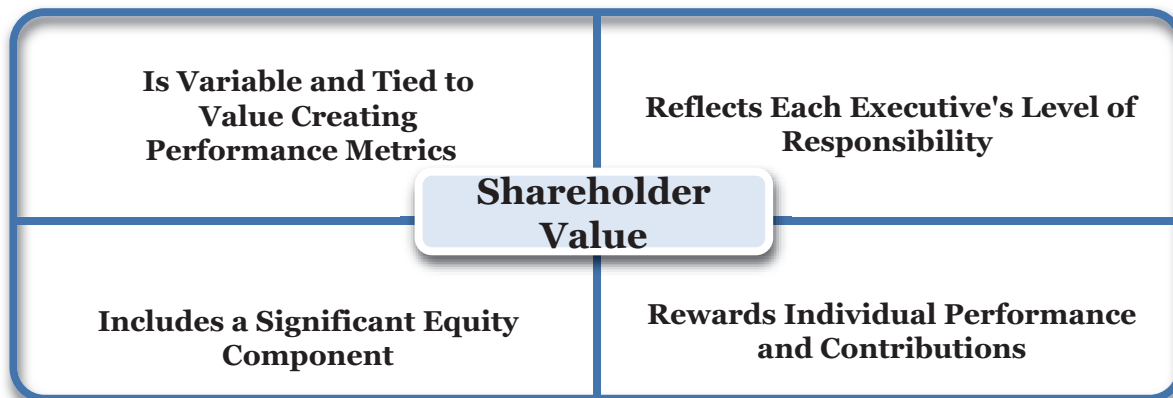 Is Variable and Tied to
Value Creating
Performance Metrics
Reflects Each Executive's Level of
Responsibility
Shareholder
Value
Includes a Significant Equity
Component
Rewards Individual Performance
and Contributions